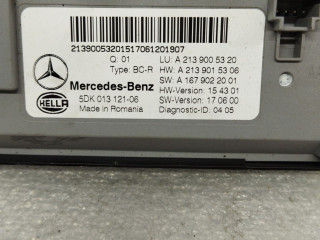 21390053201517061201907
Q: 01 LU: A 213 900 53 20
Type: BC-R HW: A 213 901 53 06
Mercedes-Benz SW: A 167 902 20 01
HELLA 5DK 013 121-06 HW-Version: 15 43 01
Made in Romania SW-Version: 17 06 00
Diagnostic-ID: 04 05